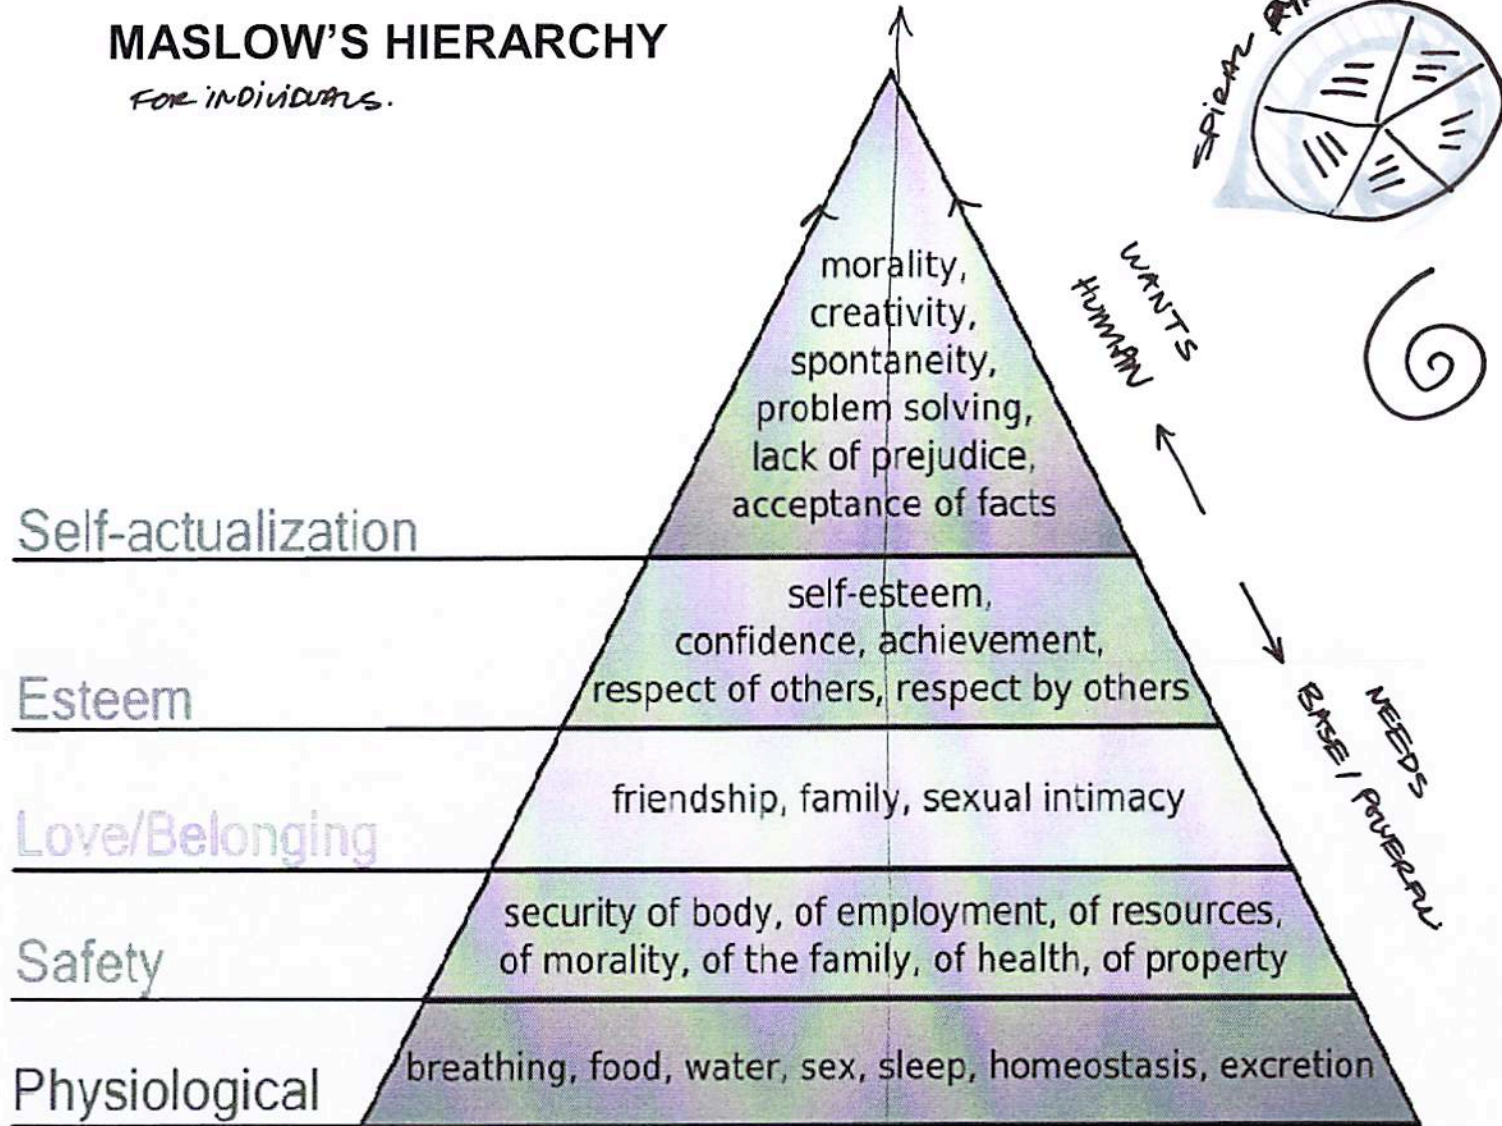 MASLOW'S HIERARCHY
FOR INDIVIDUALS.
SPIRAL
WANTS
HUMAN
morality,
creativity,
spontaneity,
problem solving,
lack of prejudice,
acceptance of facts
Self-actualization
self-esteem,
confidence, achievement,
respect of others, respect by others
Esteem
NEEDS
BASE / POWERFUL
friendship, family, sexual intimacy
Love/Belonging
security of body, of employment, of resources,
of morality, of the family, of health, of property
Safety
breathing, food, water, sex, sleep, homeostasis, excretion
Physiological